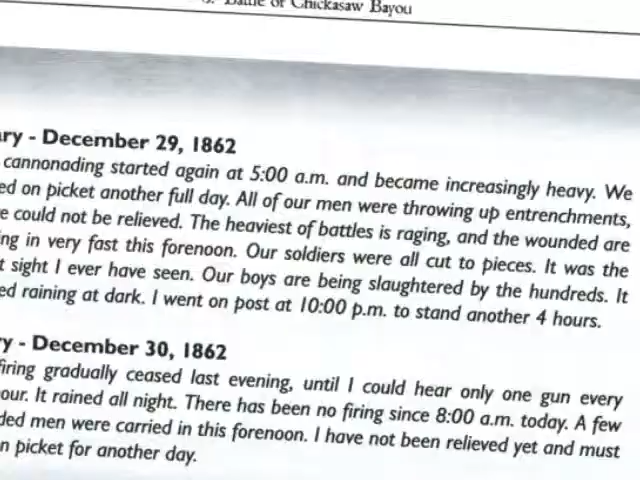 Battle of Chickasaw Bayou
ry - December 29, 1862
cannonading started again at 5:00 a.m. and became increasingly heavy. We
ed on picket another full day. All of our men were throwing up entrenchments,
e could not be relieved. The heaviest of battles is raging, and the wounded are
ng in very fast this forenoon. Our soldiers were all cut to pieces. It was the
t sight I ever have seen. Our boys are being slaughtered by the hundreds. It
ed raining at dark. I went on post at 10:00 p.m. to stand another 4 hours.
y - December 30, 1862
firing gradually ceased last evening, until I could hear only one gun every
our. It rained all night. There has been no firing since 8:00 a.m. today. A few
ded men were carried in this forenoon. I have not been relieved yet and must
n picket for another day.